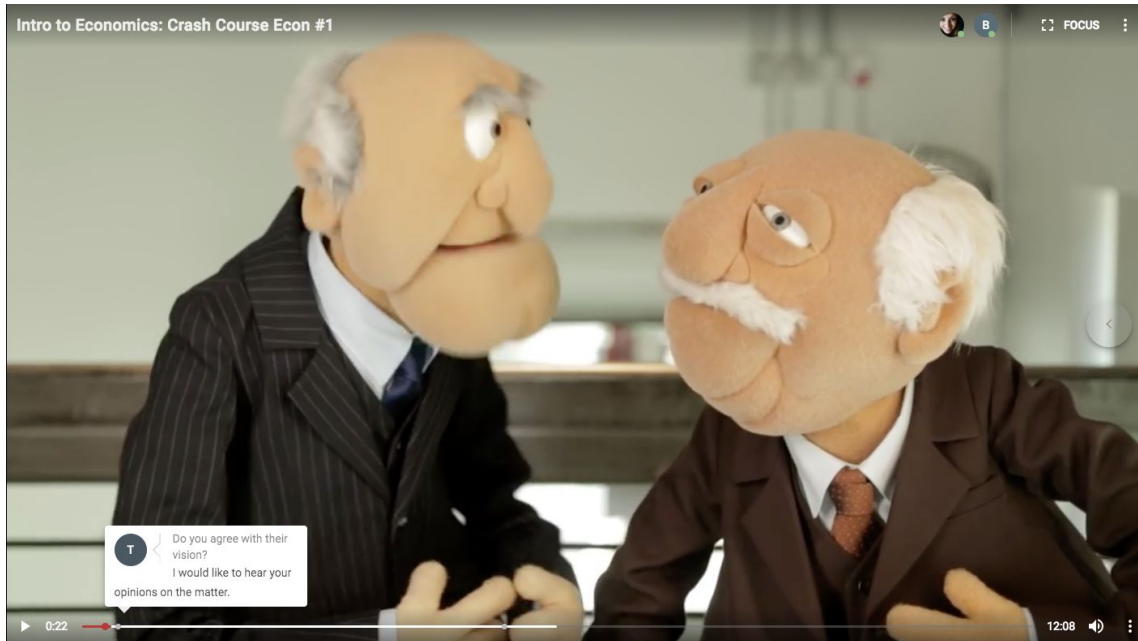 Intro to Economics: Crash Course Econ #1
B
FOCUS
T
Do you agree with their
vision?
I would like to hear your
opinions on the matter.
0:22
12:08